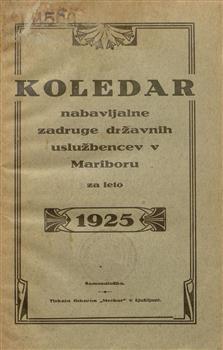 KOLEDAR
nabavljalne
zadruge državnih
uslužbencev v
Mariboru
za leto
1925
Samozaložba.
Tiskala tiskarna „Merkur" v Ljubljani.